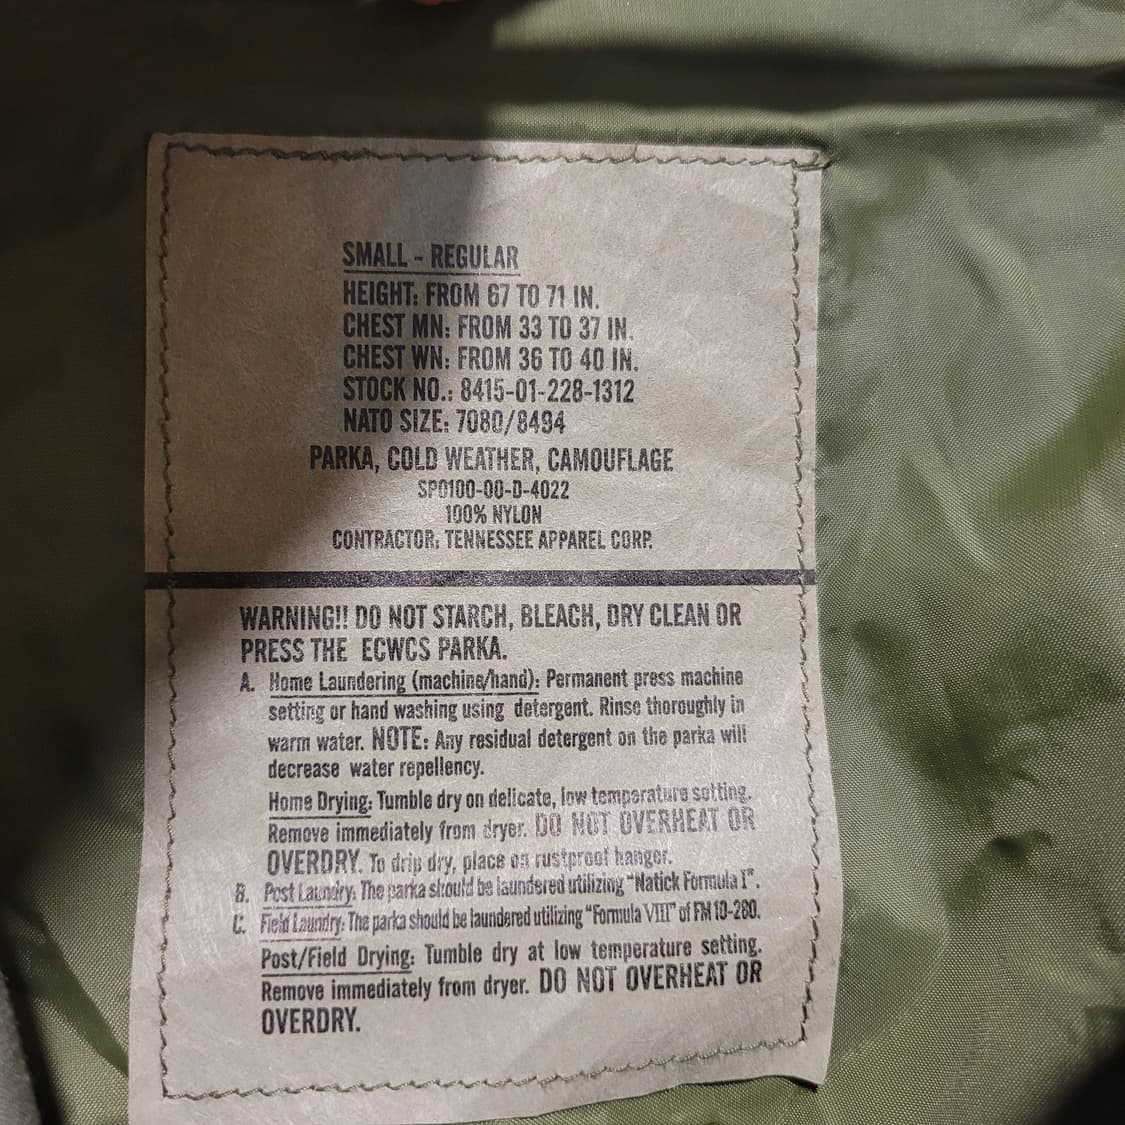 SMALL - REGULAR
HEIGHT: FROM 67 TO 71 IN.
CHEST MN: FROM 33 TO 37 IN.
CHEST WN: FROM 36 TO 40 IN.
STOCK NO.: 8415-01-228-1312
NATO SIZE: 7080/8494
PARKA, COLD WEATHER, CAMOUFLAGE
SP0100-00-D-4022
100% NYLON
CONTRACTOR: TENNESSEE APPAREL CORP.
WARNING!! DO NOT STARCH, BLEACH, DRY CLEAN OR
PRESS THE ECWCS PARKA.
A. Home Laundering (machine/hand): Permanent press machine
setting or hand washing using detergent. Rinse thoroughly in
warm water. NOTE: Any residual detergent on the parka will
decrease water repellency.
Home Drying: Tumble dry on delicate, low temperature setting.
Remove immediately from dryer. DO NOT OVERHEAT OR
OVERDRY. To drip dry, place on rustproof hanger.
B. Post Laundry: The parka should be laundered utilizing "Natick Formula I".
C. Field Laundry: The parka should be laundered utilizing "Formula VIII" of FM 10-280.
Post/Field Drying: Tumble dry at low temperature setting.
Remove immediately from dryer. DO NOT OVERHEAT OR
OVERDRY.